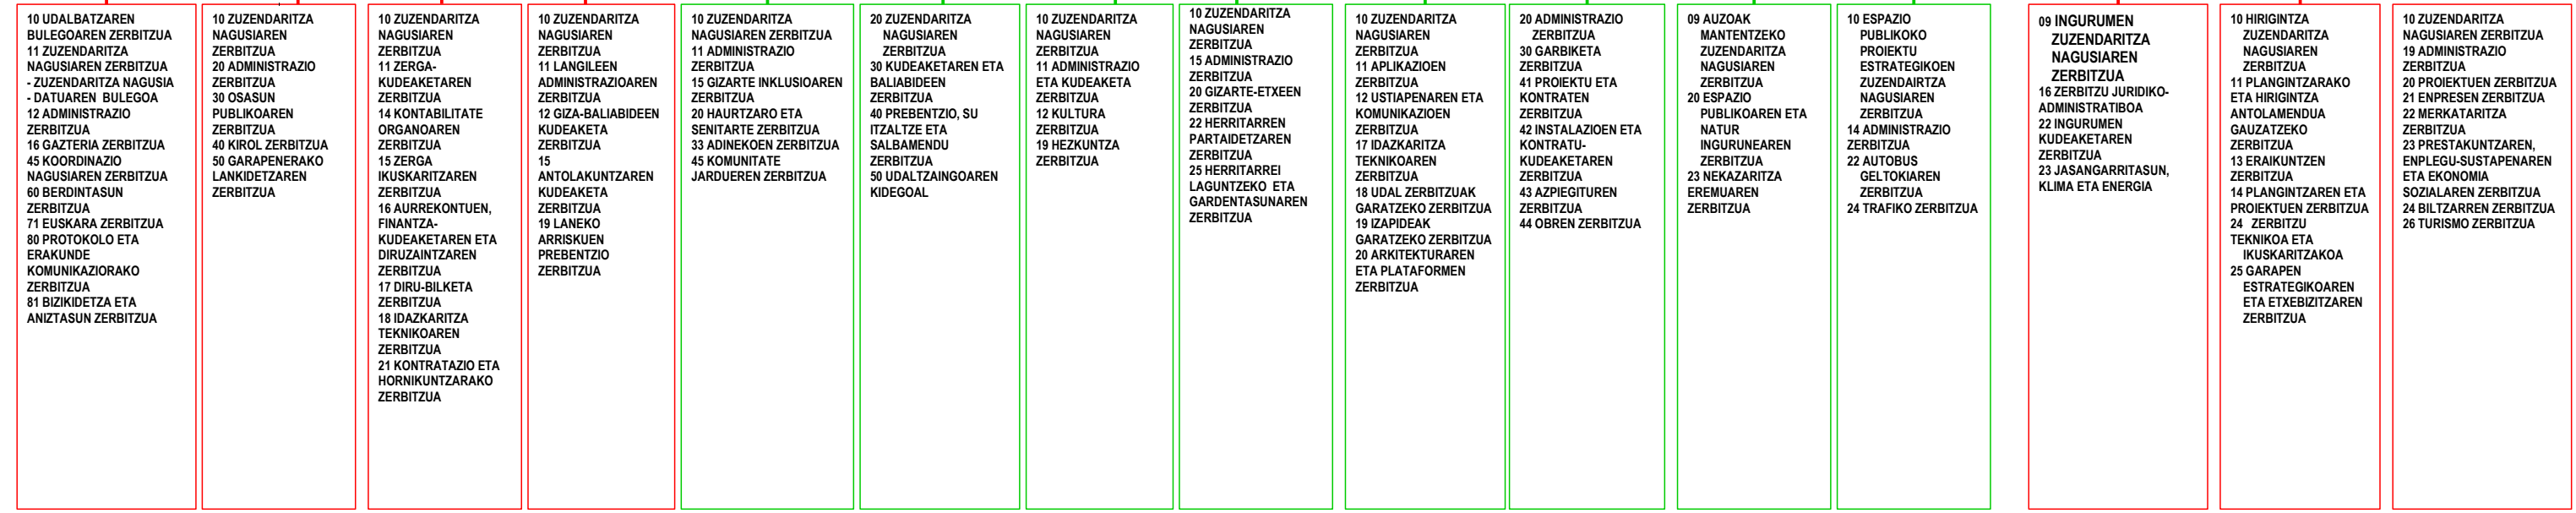 10 UDALBATZAREN
BULEGOAREN ZERBITZUA
11 ZUZENDARITZA
NAGUSIAREN ZERBITZUA
- ZUZENDARITZA NAGUSIA
- DATUAREN BULEGOA
12 ADMINISTRAZIO
ZERBITZUA
16 GAZTERIA ZERBITZUA
45 KOORDINAZIO
NAGUSIAREN ZERBITZUA
60 BERDINTASUN
ZERBITZUA
71 EUSKARA ZERBITZUA
80 PROTOKOLO ETA
ERAKUNDE
KOMUNIKAZIORAKO
ZERBITZUA
81 BIZIKIDETZA ETA
ANIZTASUN ZERBITZUA
10 ZUZENDARITZA
NAGUSIAREN
ZERBITZUA
20 ADMINISTRAZIO
ZERBITZUA
30 OSASUN
PUBLIKOAREN
ZERBITZUA
40 KIROL ZERBITZUA
50 GARAPENERAKO
LANKIDETZAREN
ZERBITZUA
10 ZUZENDARITZA
NAGUSIAREN
ZERBITZUA
11 ZERGA-
KUDEAKETAREN
ZERBITZUA
14 KONTABILITATE
ORGANOAREN
ZERBITZUA
15 ZERGA
IKUSKARITZAREN
ZERBITZUA
16 AURREKONTUEN,
FINANTZA-
KUDEAKETAREN ETA
DIRUZAINTZAREN
ZERBITZUA
17 DIRU-BILKETA
ZERBITZUA
18 IDAZKARITZA
TEKNIKOAREN
ZERBITZUA
21 KONTRATAZIO ETA
HORNIKUNTZARAKO
ZERBITZUA
10 ZUZENDARITZA
NAGUSIAREN
ZERBITZUA
11 LANGILEEN
ADMINISTRAZIOAREN
ZERBITZUA
12 GIZA-BALIABIDEEN
KUDEAKETA
ZERBITZUA
15
ANTOLAKUNTZAREN
KUDEAKETA
ZERBITZUA
19 LANEKO
ARRISKUEN
PREBENTZIO
ZERBITZUA
10 ZUZENDARITZA
NAGUSIAREN ZERBITZUA
11 ADMINISTRAZIO
ZERBITZUA
15 GIZARTE INKLUSIOAREN
ZERBITZUA
20 HAURTZARO ETA
SENITARTE ZERBITZUA
33 ADINEKOEN ZERBITZUA
45 KOMUNITATE
JARDUEREN ZERBITZUA
20 ZUZENDARITZA
NAGUSIAREN
ZERBITZUA
30 KUDEAKETAREN ETA
BALIABIDEEN
ZERBITZUA
40 PREBENTZIO, SU
ITZALTZE ETA
SALBAMENDU
ZERBITZUA
50 UDALTZAINGOAREN
KIDEGOAL
10 ZUZENDARITZA
NAGUSIAREN
ZERBITZUA
11 ADMINISTRAZIO
ETA KUDEAKETA
ZERBITZUA
12 KULTURA
ZERBITZUA
19 HEZKUNTZA
ZERBITZUA
10 ZUZENDARITZA
NAGUSIAREN
ZERBITZUA
15 ADMINISTRAZIO
ZERBITZUA
20 GIZARTE-ETXEEN
ZERBITZUA
22 HERRITARREN
PARTAIDETZAREN
ZERBITZUA
25 HERRITARREI
LAGUNTZEKO ETA
GARDENTASUNAREN
ZERBITZUA
10 ZUZENDARITZA
NAGUSIAREN
ZERBITZUA
11 APLIKAZIOEN
ZERBITZUA
12 USTIAPENAREN ETA
KOMUNIKAZIOEN
ZERBITZUA
17 IDAZKARITZA
TEKNIKOAREN
ZERBITZUA
18 UDAL ZERBITZUAK
GARATZEKO ZERBITZUA
19 IZAPIDEAK
GARATZEKO ZERBITZUA
20 ARKITEKTURAREN
ETA PLATAFORMEN
ZERBITZUA
20 ADMINISTRAZIO
ZERBITZUA
30 GARBIKETA
ZERBITZUA
41 PROIEKTU ETA
KONTRATEN
ZERBITZUA
42 INSTALAZIOEN ETA
KONTRATU-
KUDEAKETAREN
ZERBITZUA
43 AZPIEGITUREN
ZERBITZUA
44 OBREN ZERBITZUA
09 AUZOAK
MANTENTZEKO
ZUZENDARITZA
NAGUSIAREN
ZERBITZUA
20 ESPAZIO
PUBLIKOAREN ETA
NATUR
INGURUNEAREN
ZERBITZUA
23 NEKAZARITZA
EREMUAREN
ZERBITZUA
10 ESPAZIO
PUBLIKOKO
PROIEKTU
ESTRATEGIKOEN
ZUZENDAIRTZA
NAGUSIAREN
ZERBITZUA
14 ADMINISTRAZIO
ZERBITZUA
22 AUTOBUS
GELTOKIAREN
ZERBITZUA
24 TRAFIKO ZERBITZUA
09 INGURUMEN
ZUZENDARITZA
NAGUSIAREN
ZERBITZUA
16 ZERBITZU JURIDIKO-
ADMINISTRATIBOA
22 INGURUMEN
KUDEAKETAREN
ZERBITZUA
23 JASANGARRITASUN,
KLIMA ETA ENERGIA
10 HIRIGINTZA
ZUZENDARITZA
NAGUSIAREN
ZERBITZUA
11 PLANGINTZARAKO
ETA HIRIGINTZA
ANTOLAMENDUA
GAUZATZEKO
ZERBITZUA
13 ERAIKUNTZEN
ZERBITZUA
14 PLANGINTZAREN ETA
PROIEKTUEN ZERBITZUA
24 ZERBITZU
TEKNIKOA ETA
IKUSKARITZAKOA
25 GARAPEN
ESTRATEGIKOAREN
ETA ETXEBIZITZAREN
ZERBITZUA
10 ZUZENDARITZA
NAGUSIAREN ZERBITZUA
19 ADMINISTRAZIO
ZERBITZUA
20 PROIEKTUEN ZERBITZUA
21 ENPRESEN ZERBITZUA
22 MERKATARITZA
ZERBITZUA
23 PRESTAKUNTZAREN,
ENPLEGU-SUSTAPENAREN
ETA EKONOMIA
SOZIALAREN ZERBITZUA
24 BILTZARREN ZERBITZUA
26 TURISMO ZERBITZUA